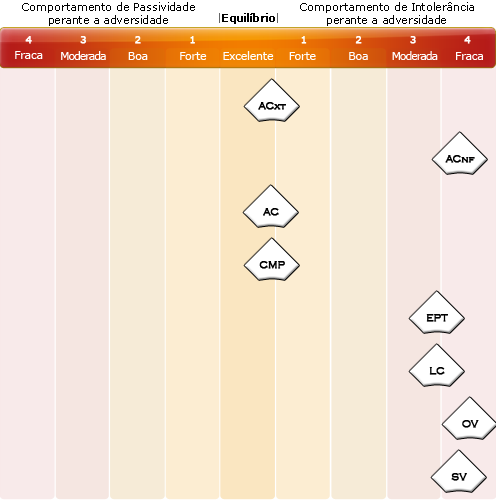 Comportamento de Passividade
perante a adversidade
|Equilíbrio|
Comportamento de Intolerância
perante a adversidade
4 3 2 1 1 2 3 4
Fraca Moderada Boa Forte Excelente Forte Boa Moderada Fraca
ACXT
ACNF
AC
CMP
EPT
LC
OV
SV